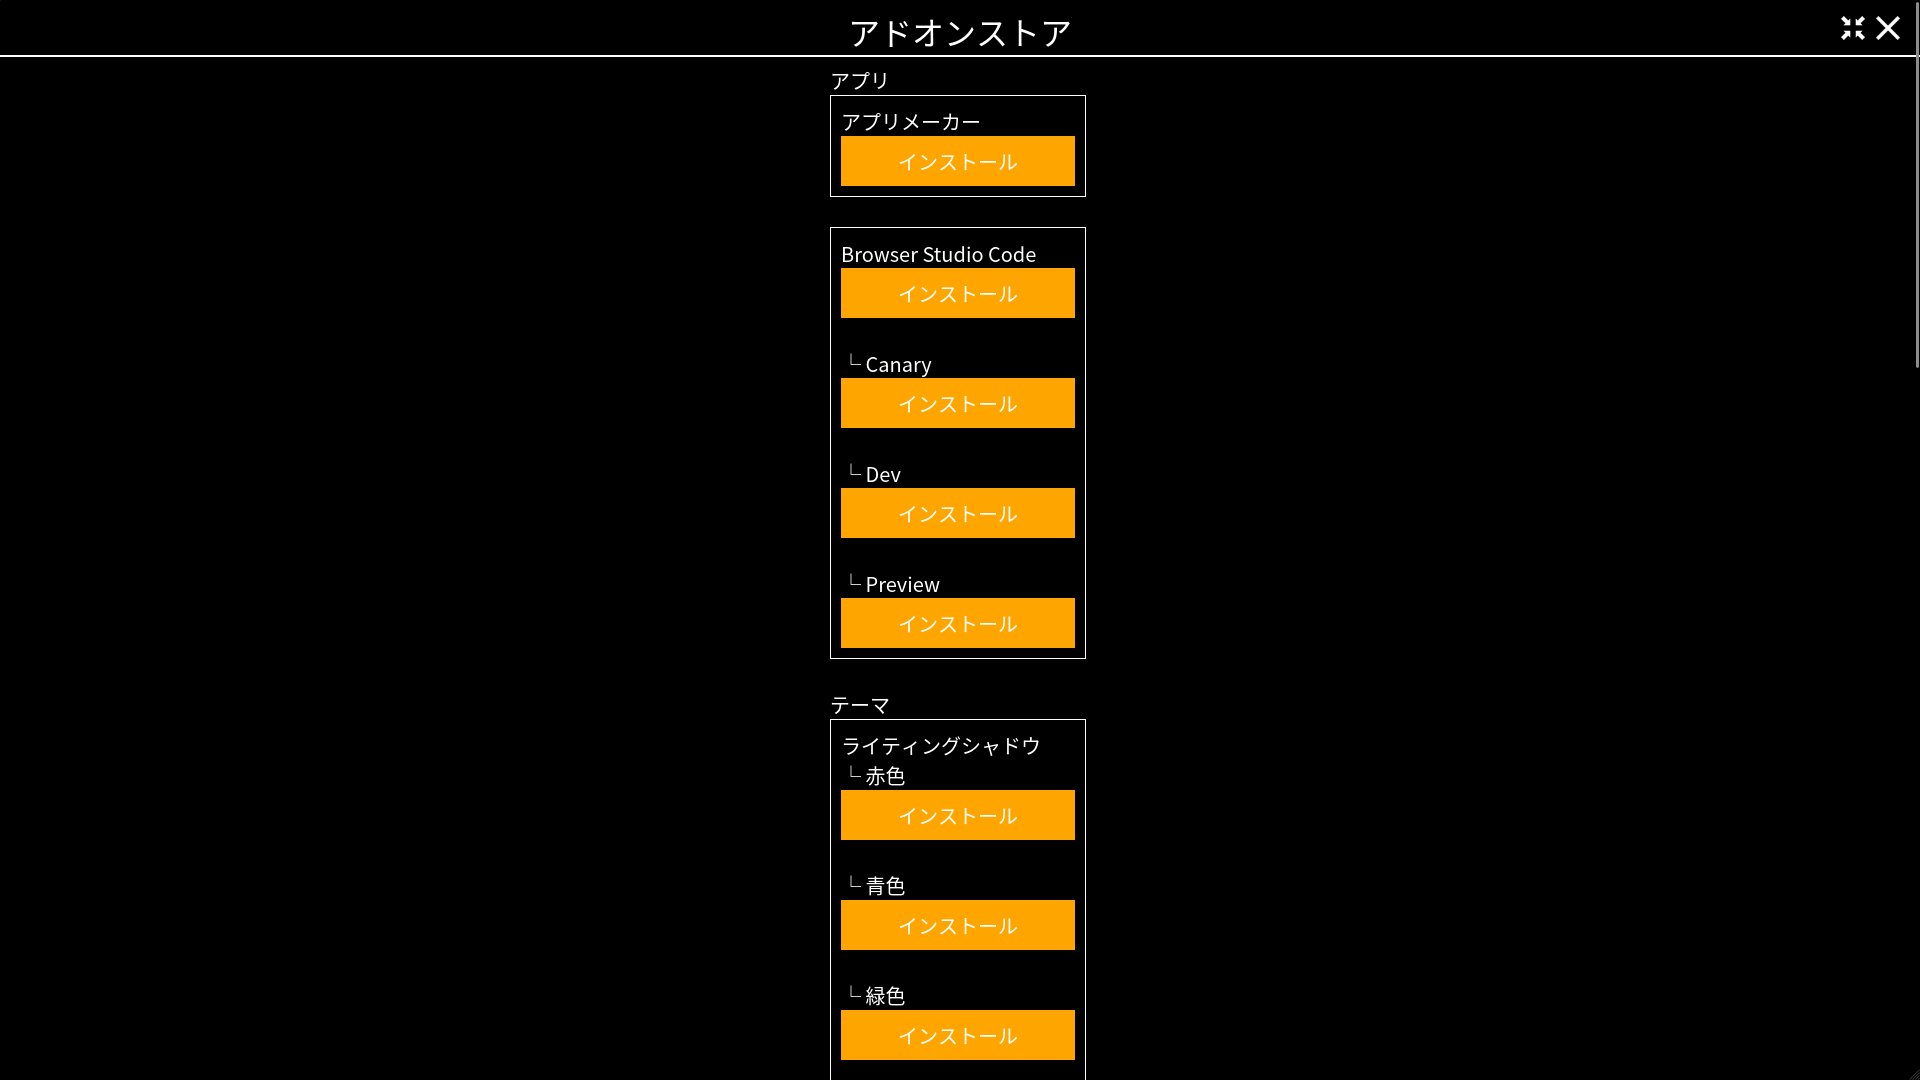 アドオンストア
アプリ
アプリメーカー
インストール
Browser Studio Code
インストール
└ Canary
インストール
└ Dev
インストール
└ Preview
インストール
テーマ
ライティングシャドウ
└ 赤色
インストール
└ 青色
インストール
└ 緑色
インストール